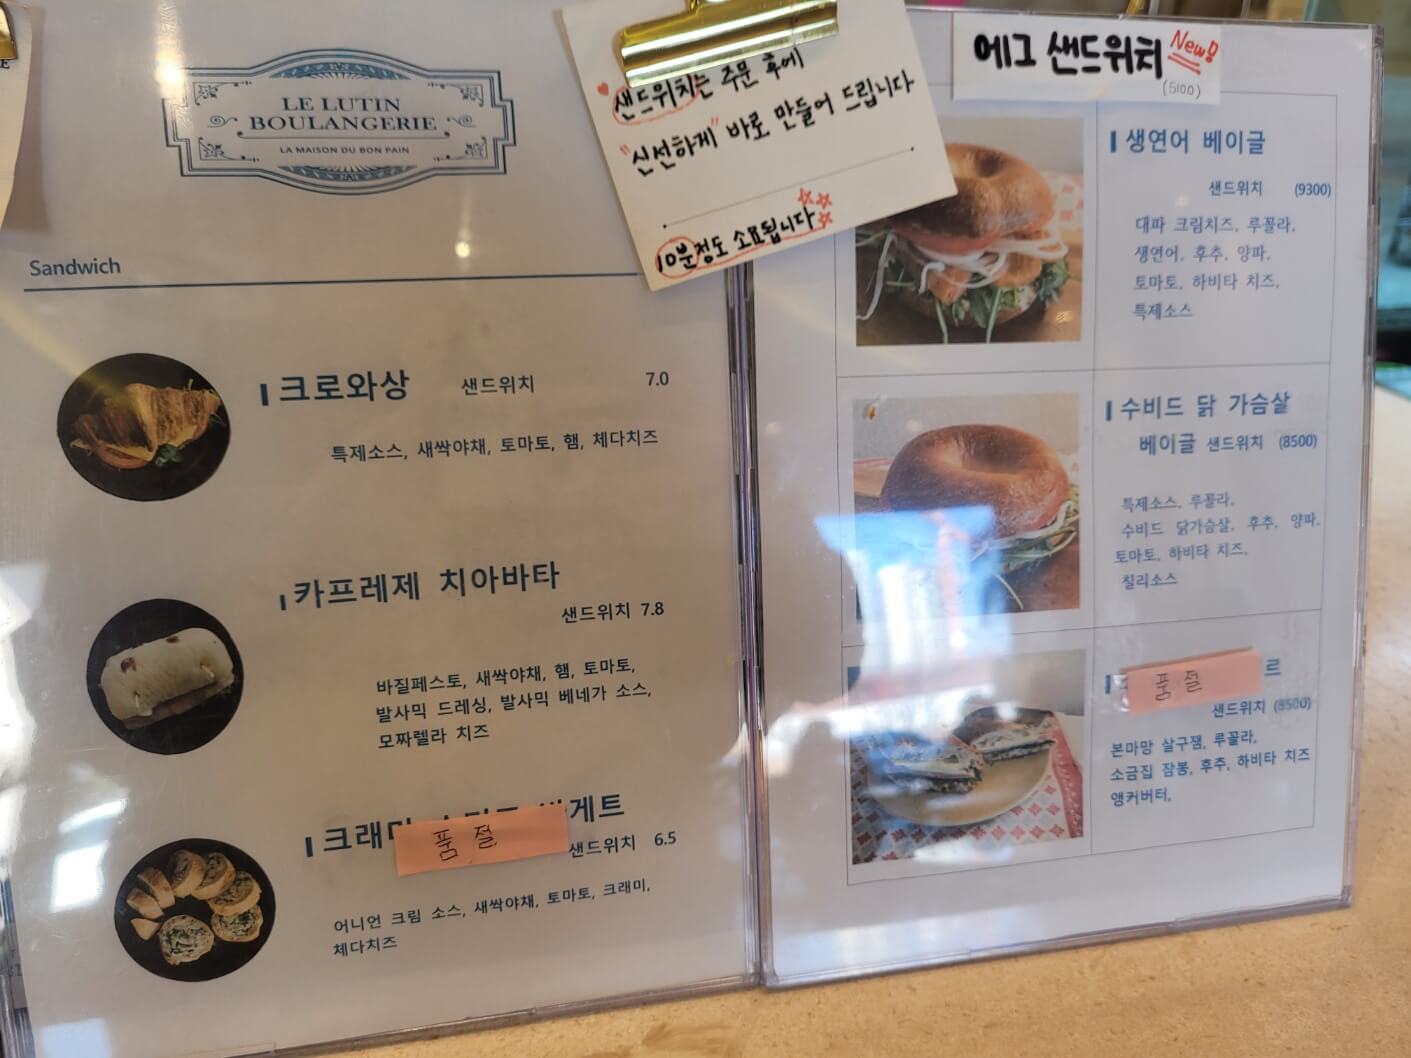 LE LUTIN
BOULANGERIE
LA MAISON DU BON PAIN
Sandwich
크로와상 샌드위치 7.0
특제소스, 새싹야채, 토마토, 햄, 체다치즈
카프레제 치아바타
샌드위치 7.8
바질페스토, 새싹야채, 햄, 토마토,
발사믹 드레싱, 발사믹 베네가 소스,
모짜렐라 치즈
크래미 게트
품절
샌드위치 6.5
어니언 크림 소스, 새싹야채, 토마토, 크래미,
체다치즈
샌드위치는 주문 후에
"신선하게" 바로 만들어 드립니다
10분정도 소표됩니다
에그 샌드위치 New!
(5100)
생연어 베이글
샌드위치 (9300)
대파 크림치즈, 루꼴라,
생연어, 후추, 양파,
토마토, 하비타 치즈,
특제소스
수비드 닭 가슴살
베이글 샌드위치 (8500)
특제소스, 루꼴라,
수비드 닭가슴살, 후추, 양파,
토마토, 하비타 치즈,
칠리소스
품절 르
샌드위치 (8500)
본마망 살구잼, 루꼴라,
소금집 잠봉, 후추, 하비타 치즈
앵커버터,